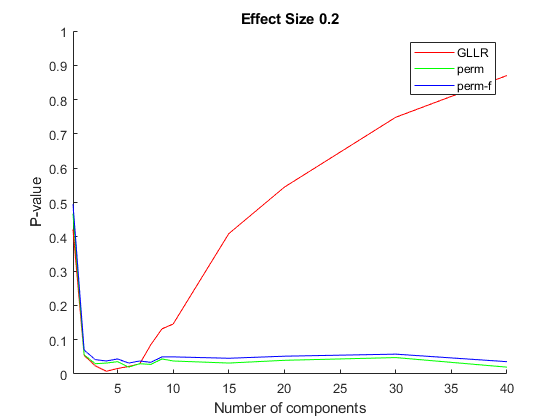 Effect Size 0.2
GLLR
perm
perm-f
P-value
1
0.9
0.8
0.7
0.6
0.5
0.4
0.3
0.2
0.1
0
5 10 15 20 25 30 35 40
Number of components